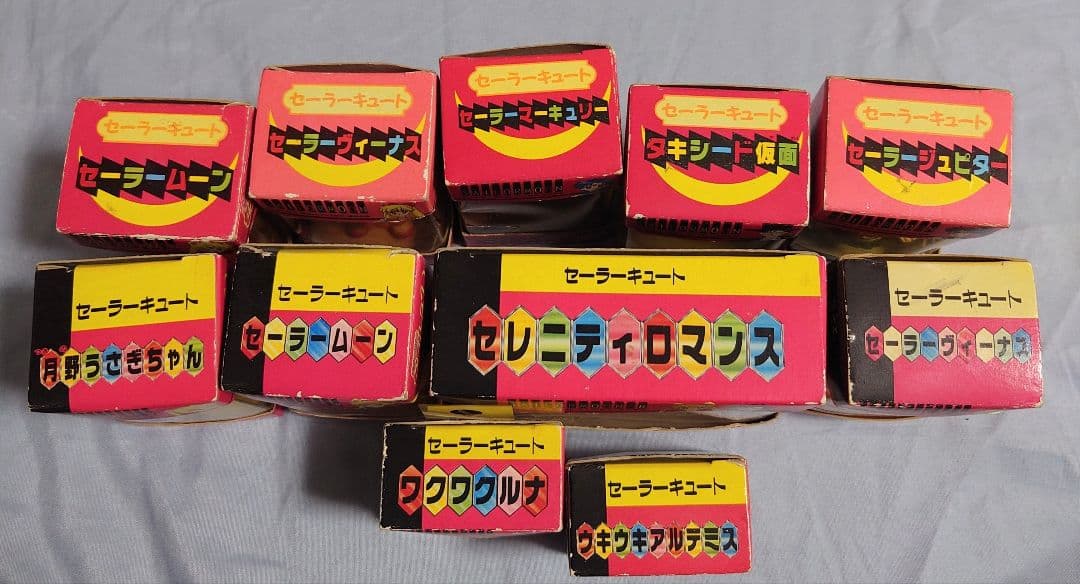 セーラーキュート
セーラームーン
セーラーキュート
セーラーヴィーナス
セーラーキュート
セーラーマーキュリー
セーラーキュート
タキシード仮面
セーラーキュート
セーラージュピター
セーラーキュート
つきの
月野うさぎちゃん
セーラーキュート
セーラームーン
セーラーキュート
セレニティロマンス
セーラーキュート
セーラーヴィーナス
セーラーキュート
ワクワクルナ
セーラーキュート
ウキウキアルテミス